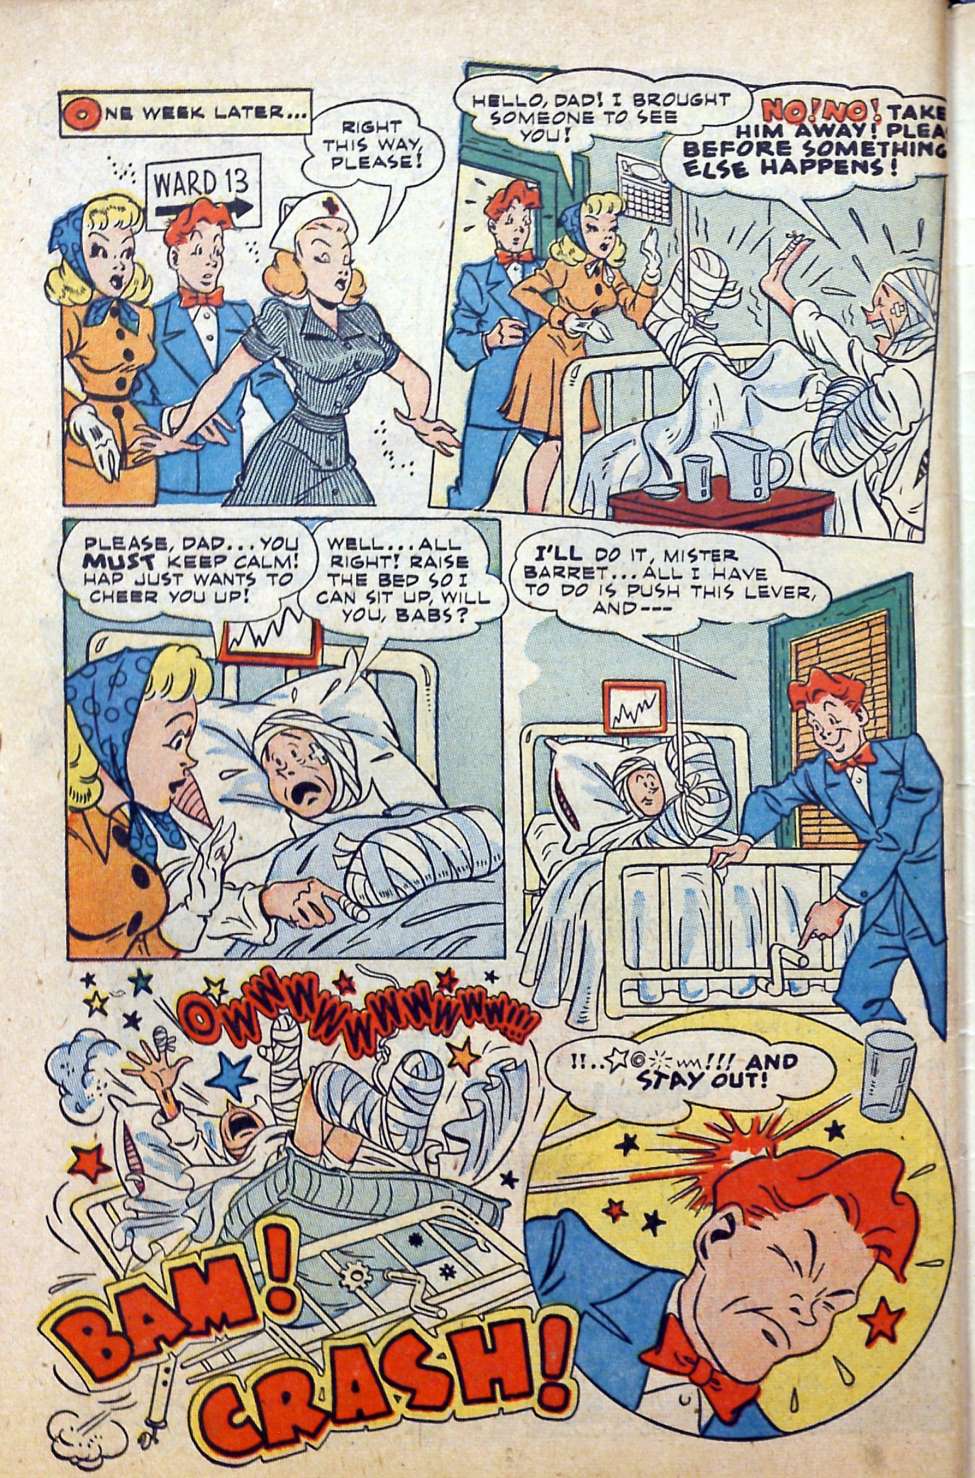 ONE WEEK LATER...
RIGHT
THIS WAY,
PLEASE!
WARD 13
HELLO, DAD! I BROUGHT
SOMEONE TO SEE
YOU!
NO! NO! TAKE
HIM AWAY!
BEFORE SOMETHING
ELSE HAPPENS!
PLEASE, DAD...YOU
MUST KEEP CALM!
HAP JUST WANTS TO
CHEER YOU UP!
WELL...ALL
RIGHT! RAISE
THE BED SO I
CAN SIT UP, WILL
YOU, BABS?
I'LL DO IT, MISTER
BARRET...ALL I HAVE
TO DO IS PUSH THIS LEVER,
AND---
OWWWWWWWWWW!!!!
BAM!
CRASH!
!!..☆@☼!!! AND
STAY OUT!